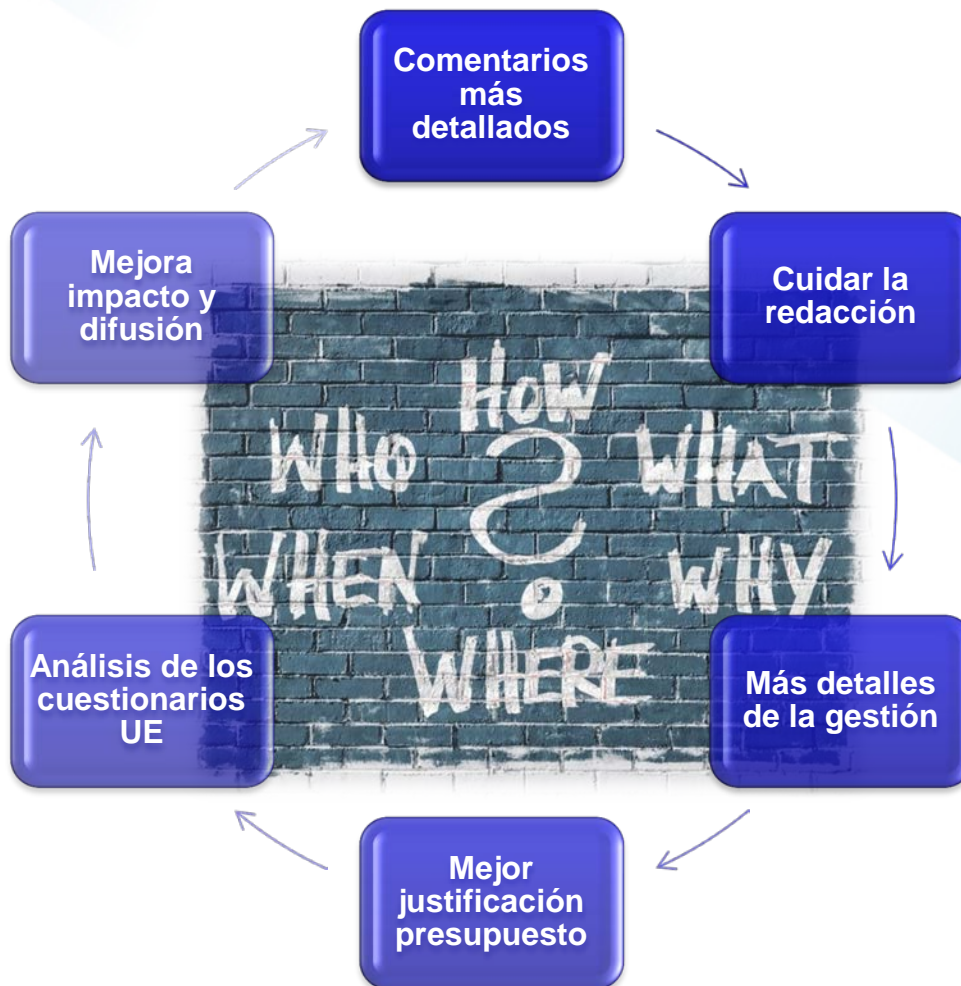 Comentarios
más
detallados
Mejora
impacto y
difusión
Cuidar la
redacción
HOW
WHO
?
WHAT
WHEN
WHY
WHERE
Análisis de los
cuestionarios
UE
Más detalles
de la gestión
Mejor
justificación
presupuesto